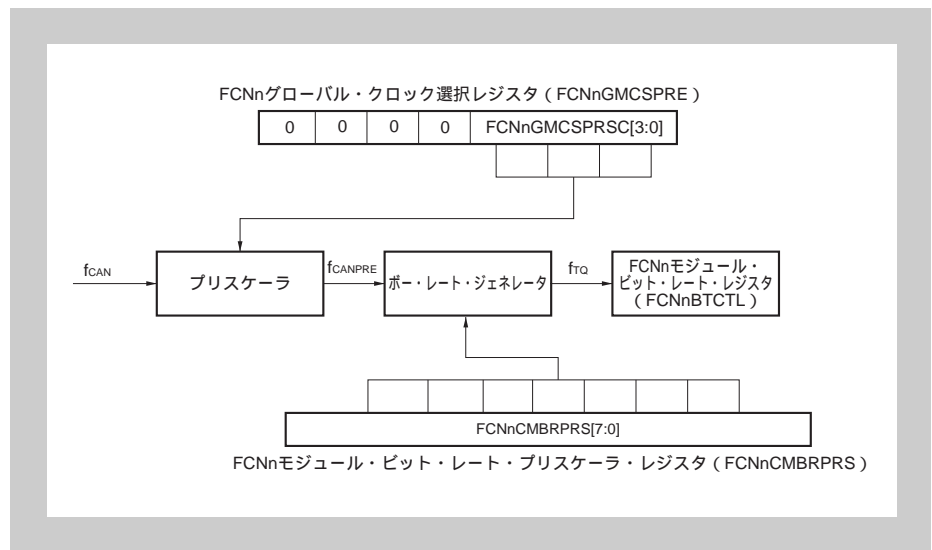 FCNnグローバル・クロック選択レジスタ（FCNnGMCSPRE）
0 0 0 0 FCNnGMCSPRSC[3:0]
fCAN
プリスケーラ
fCANPRE
ボー・レート・ジェネレータ
fTQ
FCNnモジュール・
ビット・レート・レジスタ
（FCNnBTCTL）
FCNnCMBRPRS[7:0]
FCNnモジュール・ビット・レート・プリスケーラ・レジスタ（FCNnCMBRPRS）